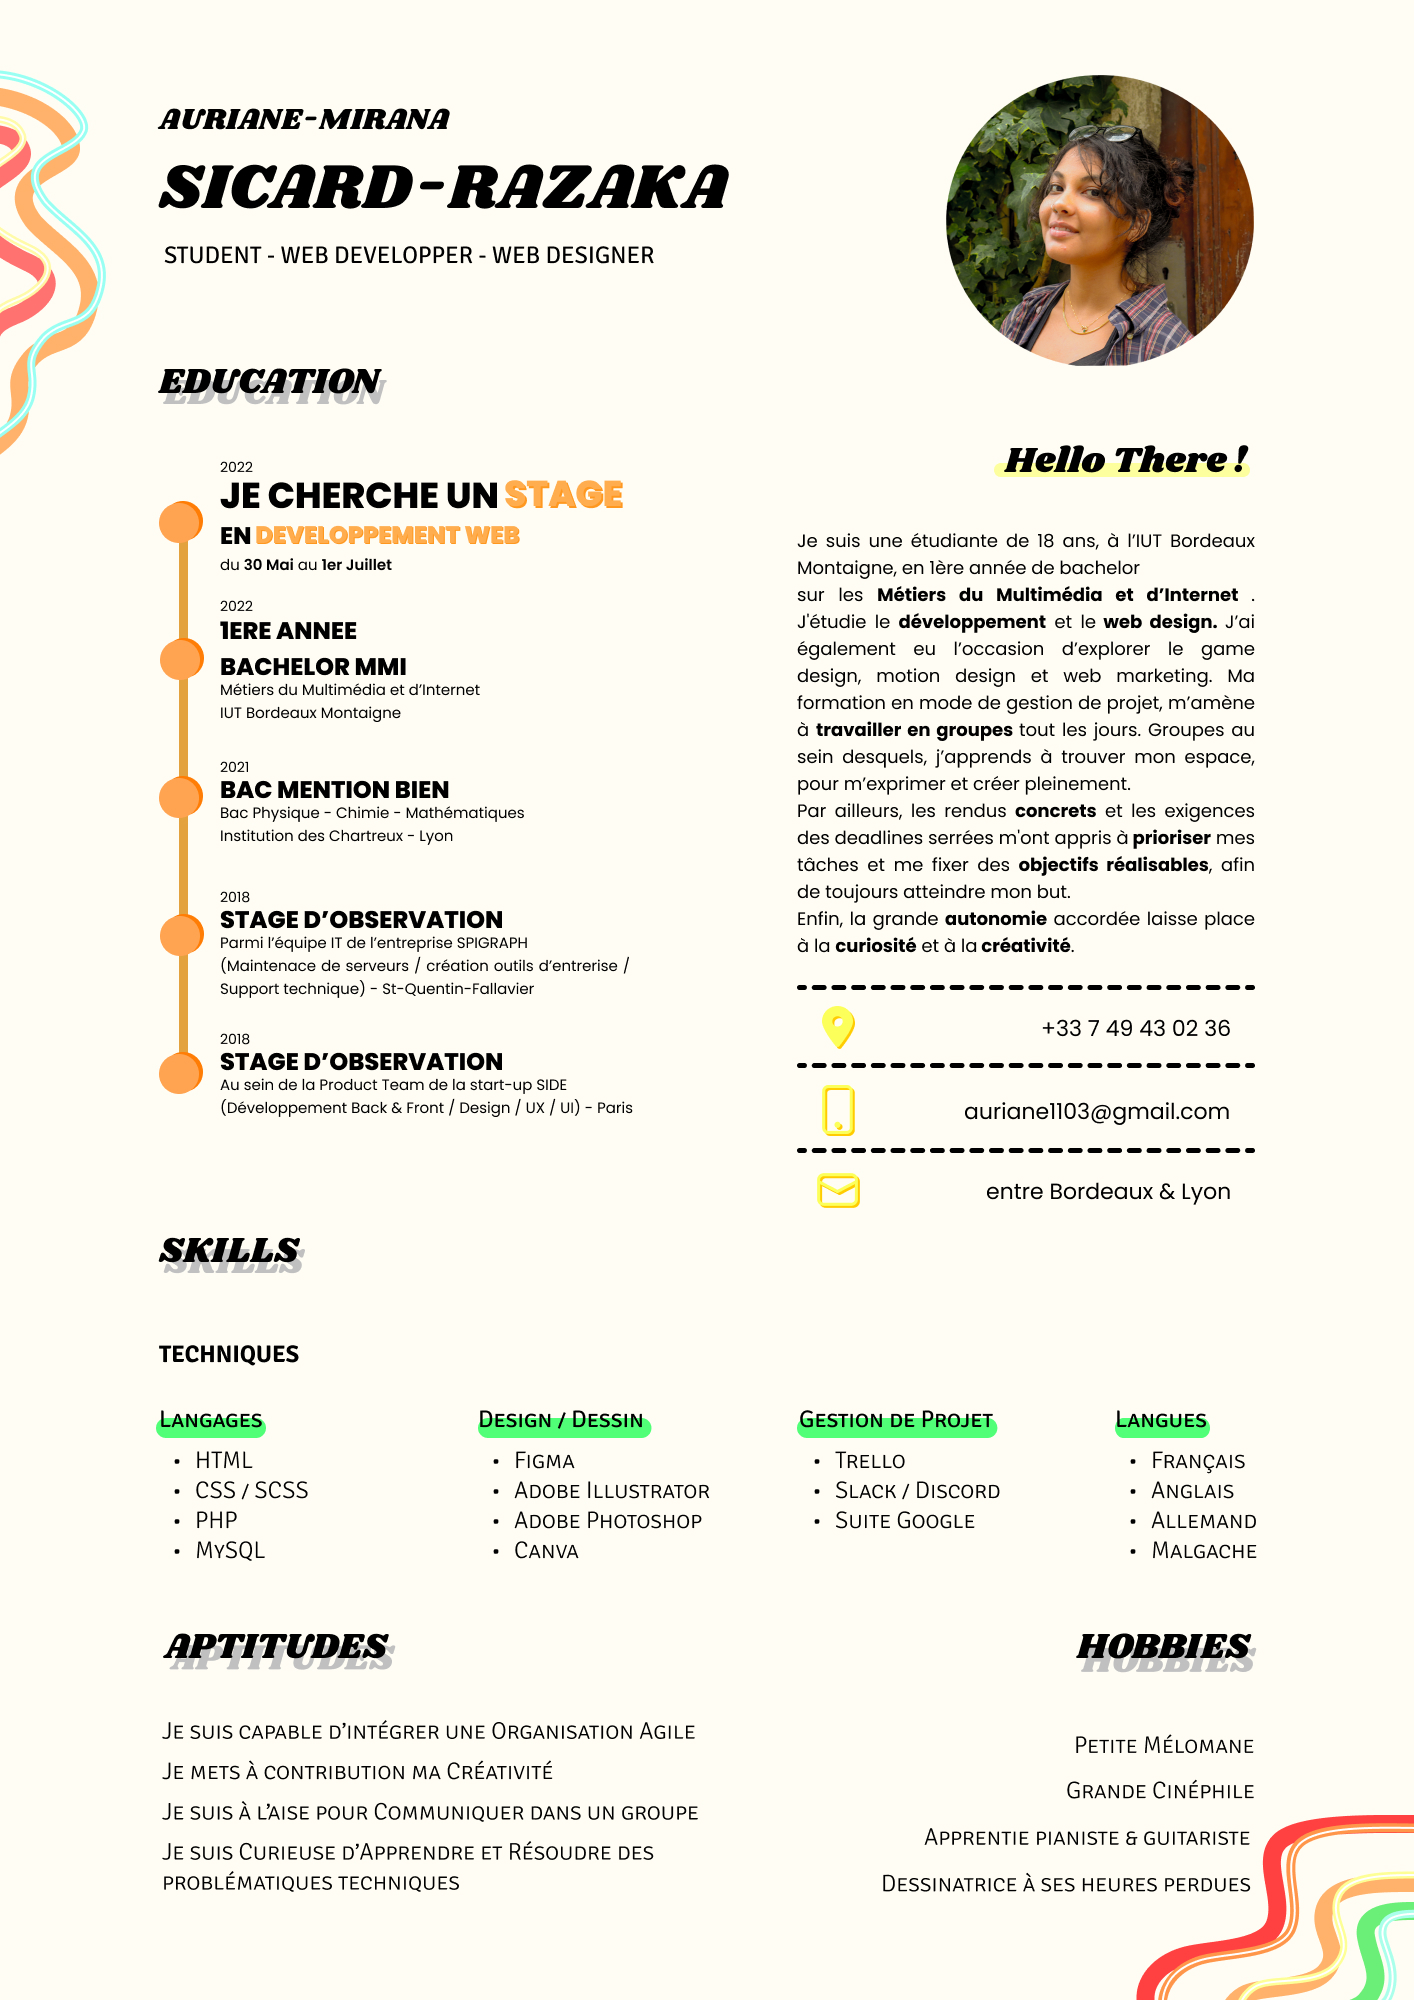 AURIANE-MIRANA
SICARD-RAZAKA
STUDENT - WEB DEVELOPPER - WEB DESIGNER
EDUCATION
2022
JE CHERCHE UN STAGE
EN DEVELOPPEMENT WEB
du 30 Mai au 1er Juillet
2022
1ERE ANNEE
BACHELOR MMI
Métiers du Multimédia et d’Internet
IUT Bordeaux Montaigne
2021
BAC MENTION BIEN
Bac Physique - Chimie - Mathématiques
Institution des Chartreux - Lyon
2018
STAGE D’OBSERVATION
Parmi l’équipe IT de l’entreprise SPIGRAPH
(Maintenace de serveurs / création outils d’entrerise /
Support technique) - St-Quentin-Fallavier
2018
STAGE D’OBSERVATION
Au sein de la Product Team de la start-up SIDE
(Développement Back & Front / Design / UX / UI) - Paris
Hello There !
Je suis une étudiante de 18 ans, à l’IUT Bordeaux
Montaigne, en 1ère année de bachelor
sur les Métiers du Multimédia et d’Internet .
J'étudie le développement et le web design. J’ai
également eu l’occasion d’explorer le game
design, motion design et web marketing. Ma
formation en mode de gestion de projet, m’amène
à travailler en groupes tout les jours. Groupes au
sein desquels, j’apprends à trouver mon espace,
pour m’exprimer et créer pleinement.
Par ailleurs, les rendus concrets et les exigences
des deadlines serrées m'ont appris à prioriser mes
tâches et me fixer des objectifs réalisables, afin
de toujours atteindre mon but.
Enfin, la grande autonomie accordée laisse place
à la curiosité et à la créativité.
+33 7 49 43 02 36
auriane1103@gmail.com
entre Bordeaux & Lyon
SKILLS
TECHNIQUES
Langages
• HTML
• CSS / SCSS
• PHP
• MySQL
Design / Dessin
• Figma
• Adobe Illustrator
• Adobe Photoshop
• Canva
Gestion de Projet
• Trello
• Slack / Discord
• Suite Google
Langues
• Français
• Anglais
• Allemand
• Malgache
APTITUDES
Je suis capable d’intégrer une Organisation Agile
Je mets à contribution ma Créativité
Je suis à l’aise pour Communiquer dans un groupe
Je suis Curieuse d’Apprendre et Résoudre des
problématiques techniques
HOBBIES
Petite Mélomane
Grande Cinéphile
Apprentie pianiste & guitariste
Dessinatrice à ses heures perdues